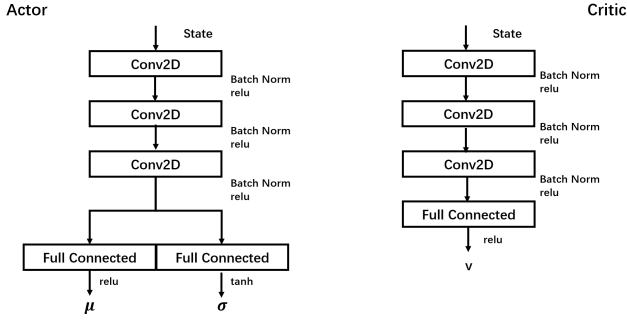 Actor
State
Conv2D
Batch Norm
relu
Conv2D
Batch Norm
relu
Conv2D
Batch Norm
relu
Full Connected
Full Connected
relu
tanh
μ
σ
Critic
State
Conv2D
Batch Norm
relu
Conv2D
Batch Norm
relu
Conv2D
Batch Norm
relu
Full Connected
relu
v